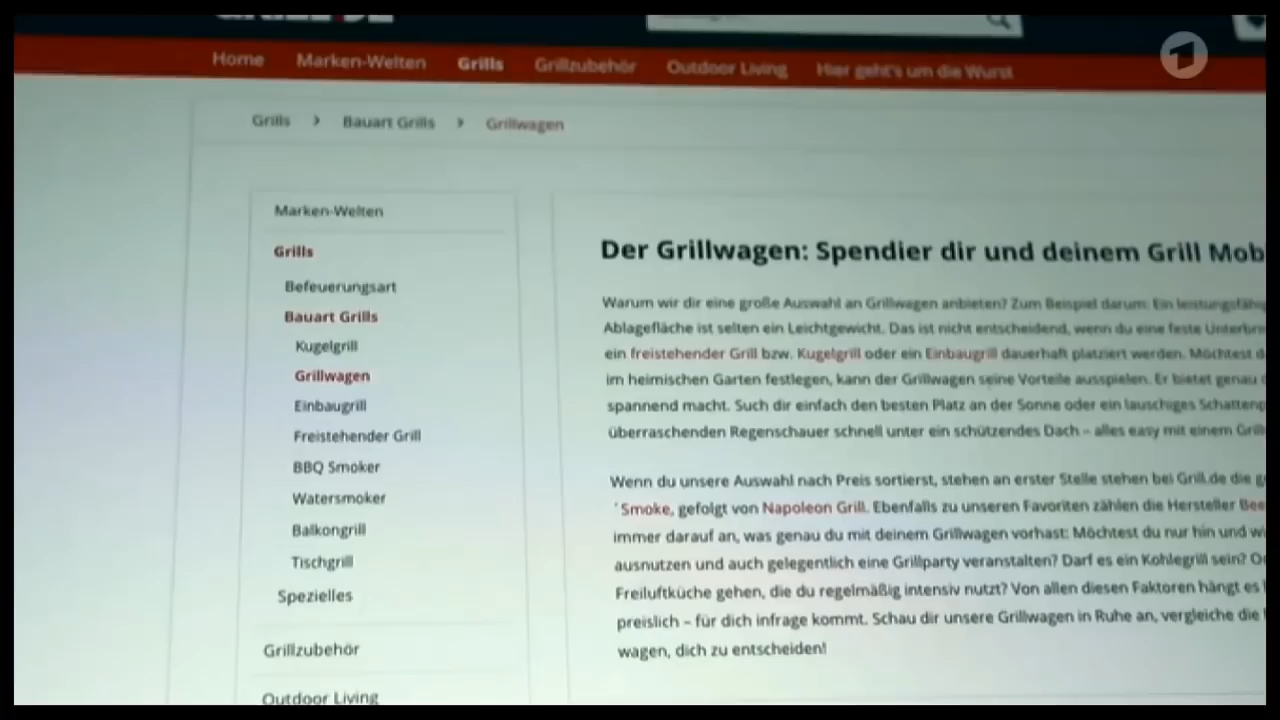 Home Marken-Welten Grills Grillzubehör Outdoor Living Hier geht's um die Wurst
Grills > Bauart Grills > Grillwagen
Marken-Welten
Grills
Befeuerungsart
Bauart Grills
Kugelgrill
Grillwagen
Einbaugrill
Freistehender Grill
BBQ Smoker
Watersmoker
Balkongrill
Tischgrill
Spezielles
Grillzubehör
Outdoor Living
Der Grillwagen: Spendier dir und deinem Grill Mob
Warum wir dir eine große Auswahl an Grillwagen anbieten? Zum Beispiel darum: Ein
Ablagefläche ist selten ein Leichtgewicht. Das ist nicht entscheidend, wenn du eine feste
ein freistehender Grill bzw. Kugelgrill oder ein Einbaugrill dauerhaft platziert werden. Möchtest
im heimischen Garten festlegen, kann der Grillwagen seine Vorteile ausspielen. Er bietet genau
spannend macht. Such dir einfach den besten Platz an der Sonne oder ein lauschiges
überraschenden Regenschauer schnell unter ein schützendes Dach – alles easy mit einem
Wenn du unsere Auswahl nach Preis sortierst, stehen an erster Stelle stehen bei Grill.de die
´Smoke, gefolgt von Napoleon Grill. Ebenfalls zu unseren Favoriten zählen die Hersteller
immer darauf an, was genau du mit deinem Grillwagen vorhast: Möchtest du nur hin und
ausnutzen und auch gelegentlich eine Grillparty veranstalten? Darf es ein Kohlegrill sein?
Freiluftküche gehen, die du regelmäßig intensiv nutzt? Von allen diesen Faktoren hängt es
preislich – für dich infrage kommt. Schau dir unsere Grillwagen in Ruhe an, vergleiche die
wagen, dich zu entscheiden!